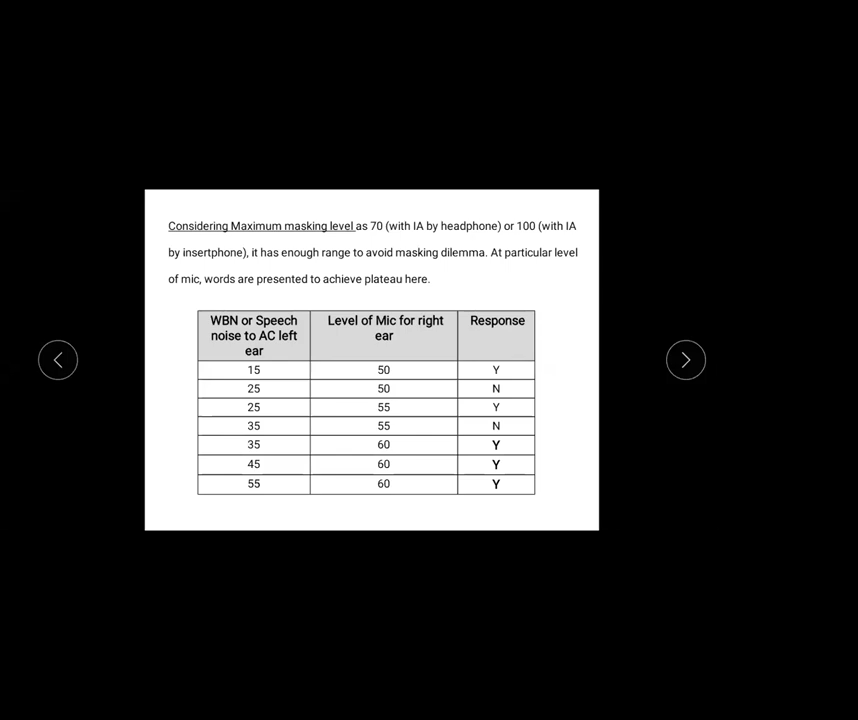 Considering Maximum masking level as 70 (with IA by headphone) or 100 (with IA
by insertphone), it has enough range to avoid masking dilemma. At particular level
of mic, words are presented to achieve plateau here.
WBN or Speech noise to AC left ear Level of Mic for right ear Response
15 50 Y
25 50 N
25 55 Y
35 55 N
35 60 Y
45 60 Y
55 60 Y